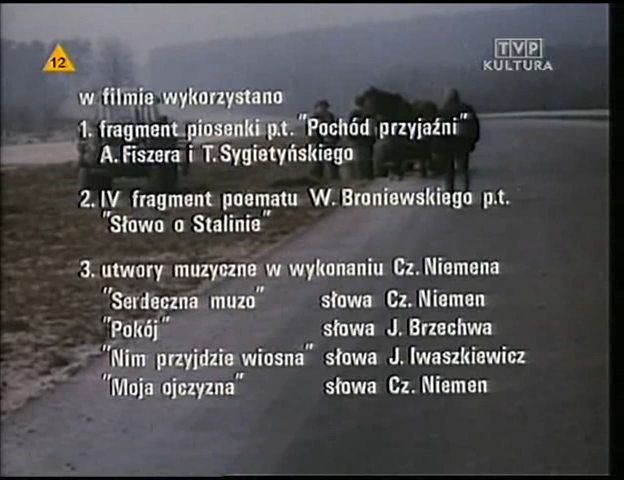 12
TVP
KULTURA
w filmie wykorzystano
1. fragment piosenki p.t. "Pochód przyjaźni"
A. Fiszera i T. Sygietyńskiego
2. IV fragment poematu W. Broniewskiego p.t.
"Słowo o Stalinie"
3. utwory muzyczne w wykonaniu Cz. Niemena
"Serdeczna muzo" słowa Cz. Niemen
"Pokój" słowa J. Brzechwa
"Nim przyjdzie wiosna" słowa J. Iwaszkiewicz
"Moja ojczyzna" słowa Cz. Niemen